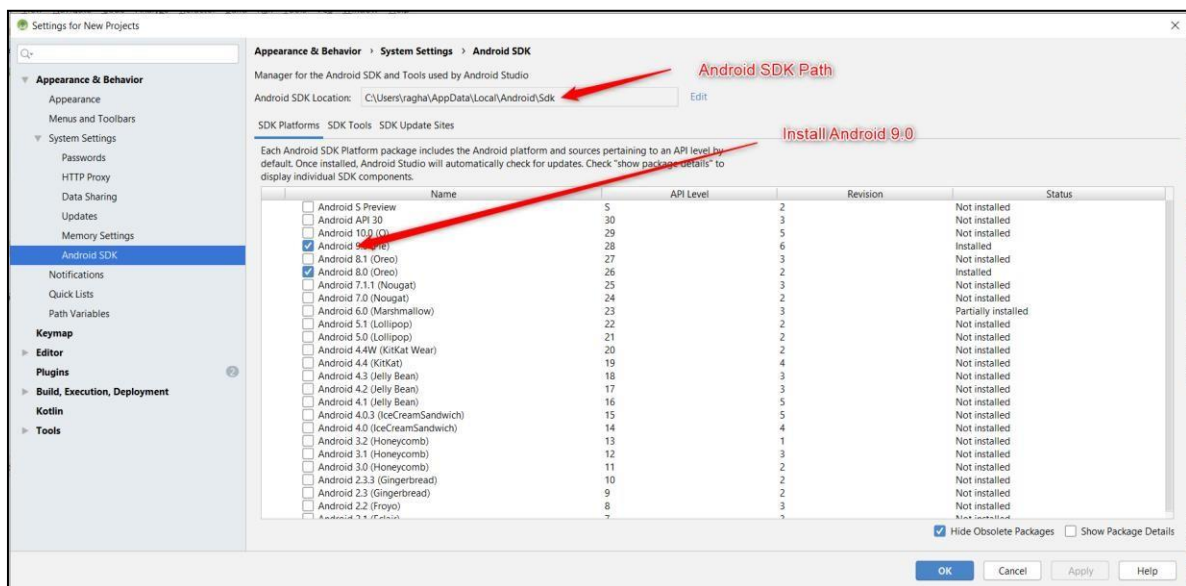 Settings for New Projects
Appearance & Behavior
Appearance
Menus and Toolbars
System Settings
Passwords
HTTP Proxy
Data Sharing
Updates
Memory Settings
Android SDK
Notifications
Quick Lists
Path Variables
Keymap
Editor
Plugins 2
Build, Execution, Deployment
Kotlin
Tools
Appearance & Behavior › System Settings › Android SDK
Manager for the Android SDK and Tools used by Android Studio
Android SDK Path
Android SDK Location: C:\Users\ragha\AppData\Local\Android\Sdk Edit
SDK Platforms SDK Tools SDK Update Sites
Install Android 9.0
Each Android SDK Platform package includes the Android platform and sources pertaining to an API level by
default. Once installed, Android Studio will automatically check for updates. Check "show package details" to
display individual SDK components.
Name API Level Revision Status
Android S Preview S 2 Not installed
Android API 30 30 3 Not installed
Android 10.0 (Q) 29 5 Not installed
Android 28 6 Installed
Android 8.1 (Oreo) 27 3 Not installed
Android 8.0 (Oreo) 26 2 Installed
Android 7.1.1 (Nougat) 25 3 Not installed
Android 7.0 (Nougat) 24 2 Not installed
Android 6.0 (Marshmallow) 23 3 Partially installed
Android 5.1 (Lollipop) 22 2 Not installed
Android 5.0 (Lollipop) 21 2 Not installed
Android 4.4W (KitKat Wear) 20 2 Not installed
Android 4.4 (KitKat) 19 4 Not installed
Android 4.3 (Jelly Bean) 18 3 Not installed
Android 4.2 (Jelly Bean) 17 3 Not installed
Android 4.1 (Jelly Bean) 16 5 Not installed
Android 4.0.3 (IceCreamSandwich) 15 5 Not installed
Android 4.0 (IceCreamSandwich) 14 4 Not installed
Android 3.2 (Honeycomb) 13 1 Not installed
Android 3.1 (Honeycomb) 12 3 Not installed
Android 3.0 (Honeycomb) 11 2 Not installed
Android 2.3.3 (Gingerbread) 10 2 Not installed
Android 2.3 (Gingerbread) 9 2 Not installed
Android 2.2 (Froyo) 8 3 Not installed
Hide Obsolete Packages Show Package Details
OK Cancel Apply Help